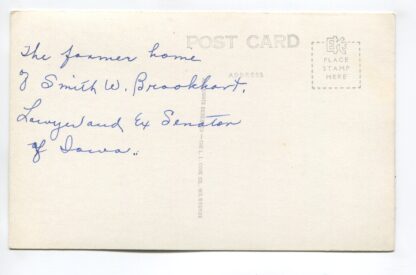 POST CARD
ADDRESS
EKC
PLACE
STAMP
HERE
The former home
of Smith W. Brookhart,
Lawyer and Ex Senator
of Iowa.